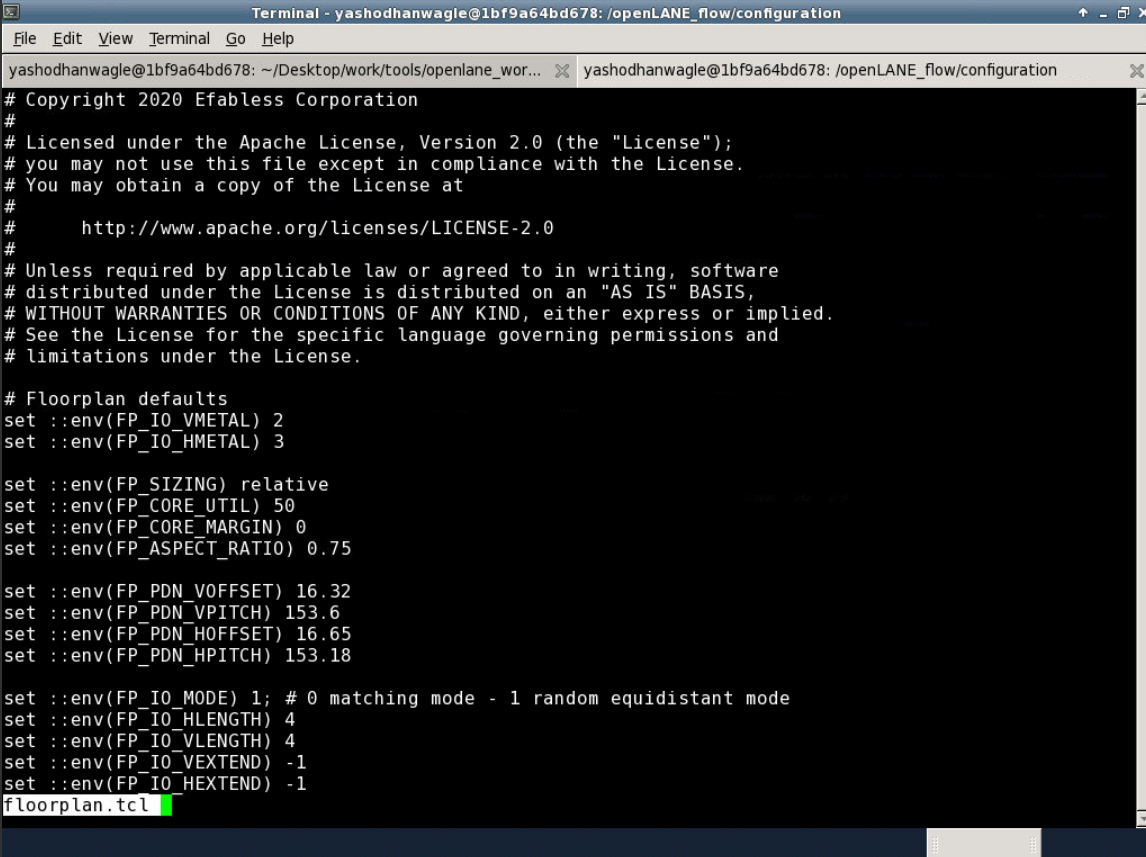 Terminal - yashodhanwagle@1bf9a64bd678: /openLANE_flow/configuration
File Edit View Terminal Go Help
yashodhanwagle@1bf9a64bd678: ~/Desktop/work/tools/openlane_wor... yashodhanwagle@1bf9a64bd678: /openLANE_flow/configuration
# Copyright 2020 Efabless Corporation
#
# Licensed under the Apache License, Version 2.0 (the "License");
# you may not use this file except in compliance with the License.
# You may obtain a copy of the License at
#
#      http://www.apache.org/licenses/LICENSE-2.0
#
# Unless required by applicable law or agreed to in writing, software
# distributed under the License is distributed on an "AS IS" BASIS,
# WITHOUT WARRANTIES OR CONDITIONS OF ANY KIND, either express or implied.
# See the License for the specific language governing permissions and
# limitations under the License.
# Floorplan defaults
set ::env(FP_IO_VMETAL) 2
set ::env(FP_IO_HMETAL) 3
set ::env(FP_SIZING) relative
set ::env(FP_CORE_UTIL) 50
set ::env(FP_CORE_MARGIN) 0
set ::env(FP_ASPECT_RATIO) 0.75
set ::env(FP_PDN_VOFFSET) 16.32
set ::env(FP_PDN_VPITCH) 153.6
set ::env(FP_PDN_HOFFSET) 16.65
set ::env(FP_PDN_HPITCH) 153.18
set ::env(FP_IO_MODE) 1; # 0 matching mode - 1 random equidistant mode
set ::env(FP_IO_HLENGTH) 4
set ::env(FP_IO_VLENGTH) 4
set ::env(FP_IO_VEXTEND) -1
set ::env(FP_IO_HEXTEND) -1
floorplan.tcl